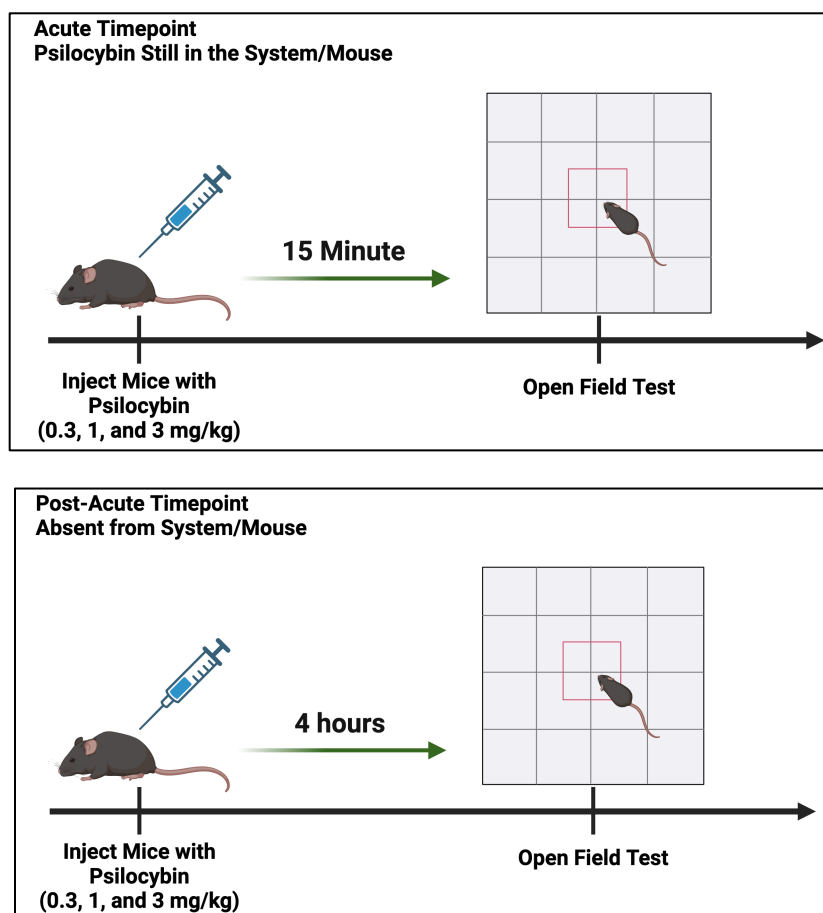 Acute Timepoint
Psilocybin Still in the System/Mouse
15 Minute
Inject Mice with
Psilocybin
(0.3, 1, and 3 mg/kg)
Open Field Test
Post-Acute Timepoint
Absent from System/Mouse
4 hours
Inject Mice with
Psilocybin
(0.3, 1, and 3 mg/kg)
Open Field Test